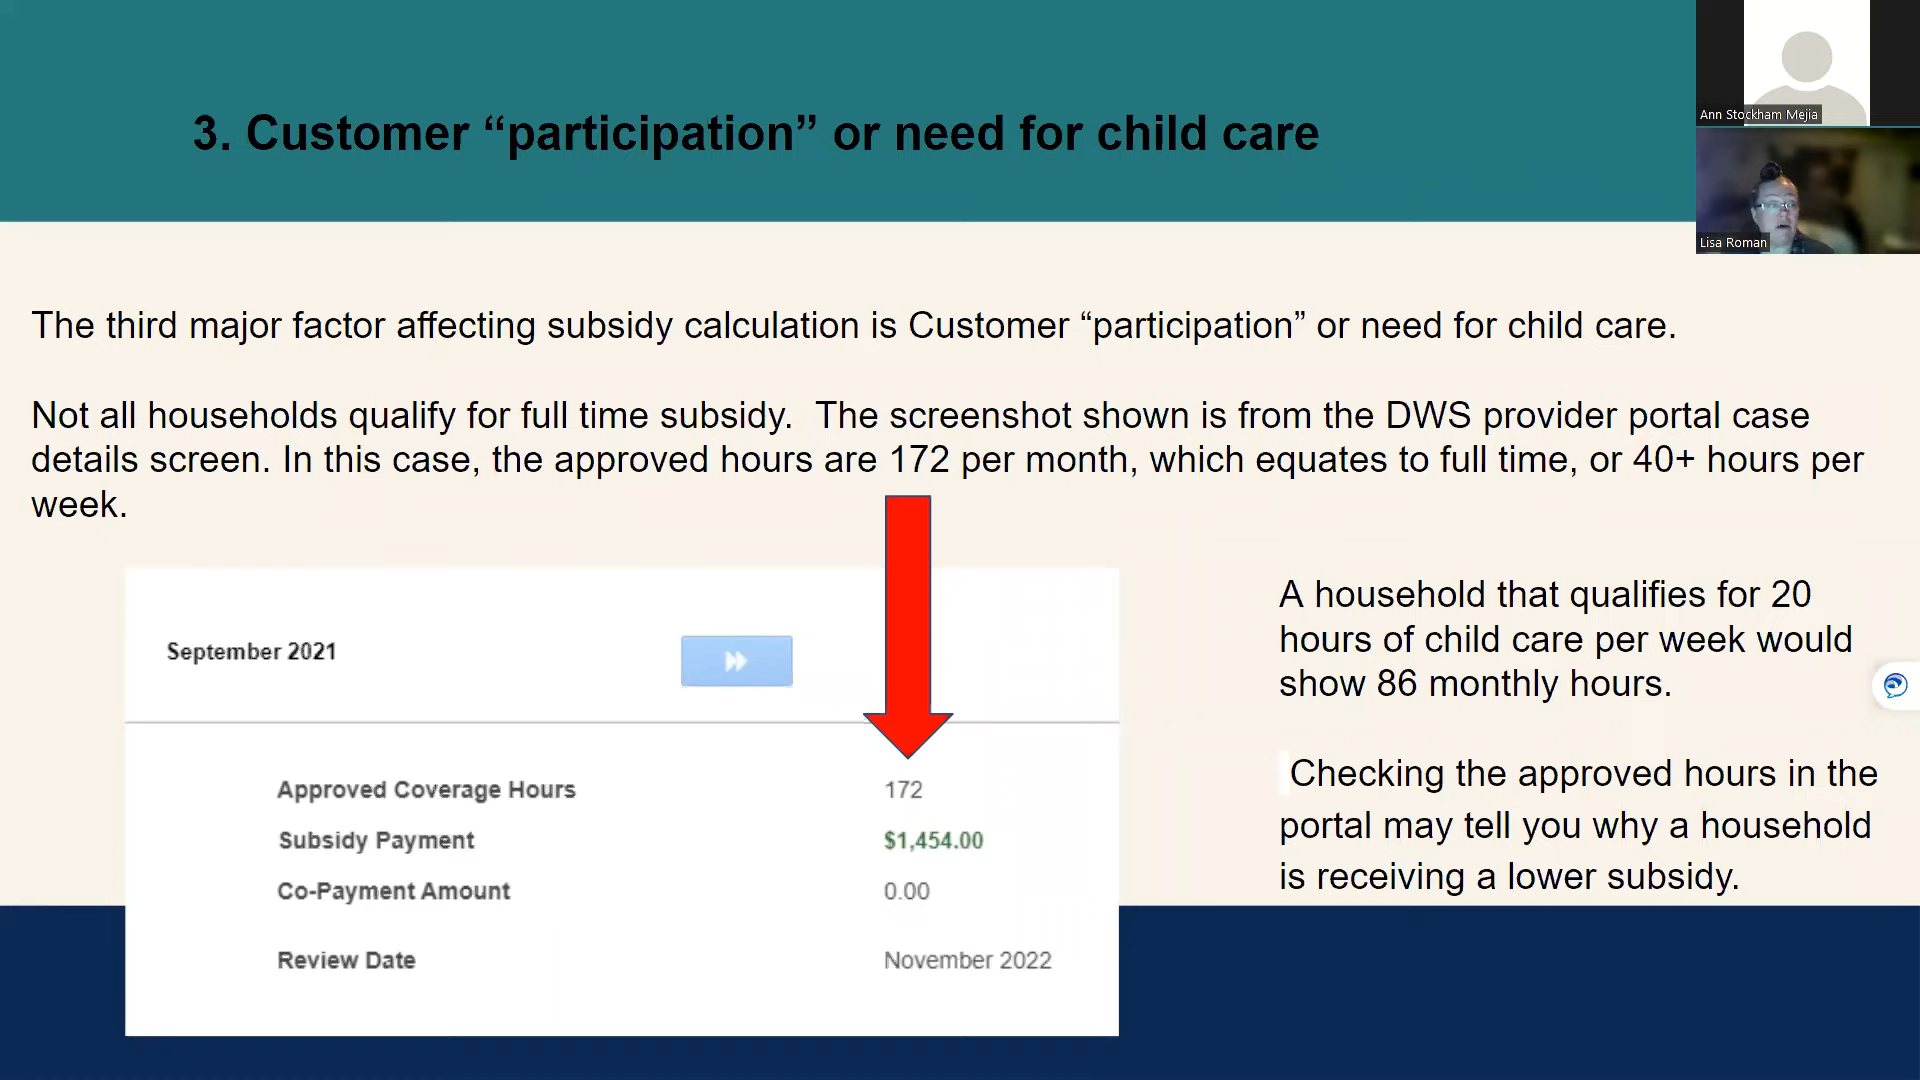 3. Customer “participation” or need for child care
Ann Stockham Mejia
Lisa Roman
The third major factor affecting subsidy calculation is Customer “participation” or need for child care.
Not all households qualify for full time subsidy.  The screenshot shown is from the DWS provider portal case
details screen. In this case, the approved hours are 172 per month, which equates to full time, or 40+ hours per
week.
September 2021
Approved Coverage Hours 172
Subsidy Payment $1,454.00
Co-Payment Amount 0.00
Review Date November 2022
A household that qualifies for 20
hours of child care per week would
show 86 monthly hours.
Checking the approved hours in the
portal may tell you why a household
is receiving a lower subsidy.